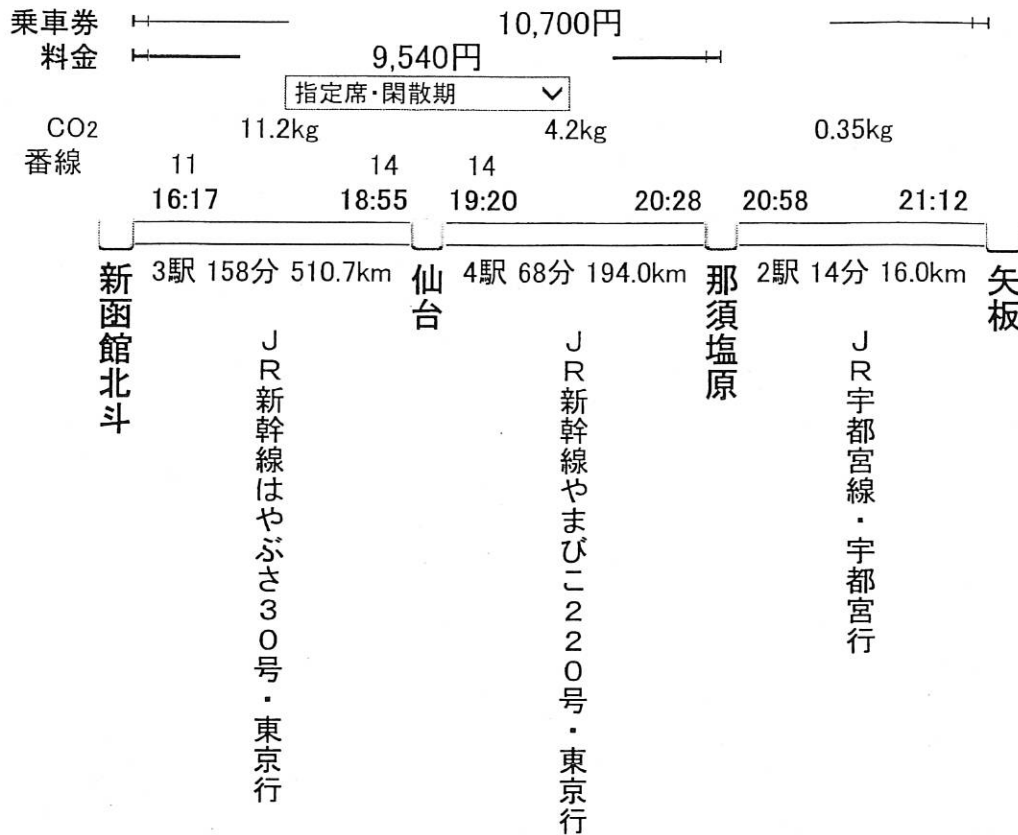 乗車券 10,700円
料金 9,540円
指定席・閑散期
CO2 11.2kg 4.2kg 0.35kg
番線 11 14 14
16:17 18:55 19:20 20:28 20:58 21:12
3駅 158分 510.7km 4駅 68分 194.0km 2駅 14分 16.0km
新函館北斗
JR新幹線はやぶさ30号・東京行
仙台
JR新幹線やまびこ220号・東京行
那須塩原
JR宇都宮線・宇都宮行
矢板